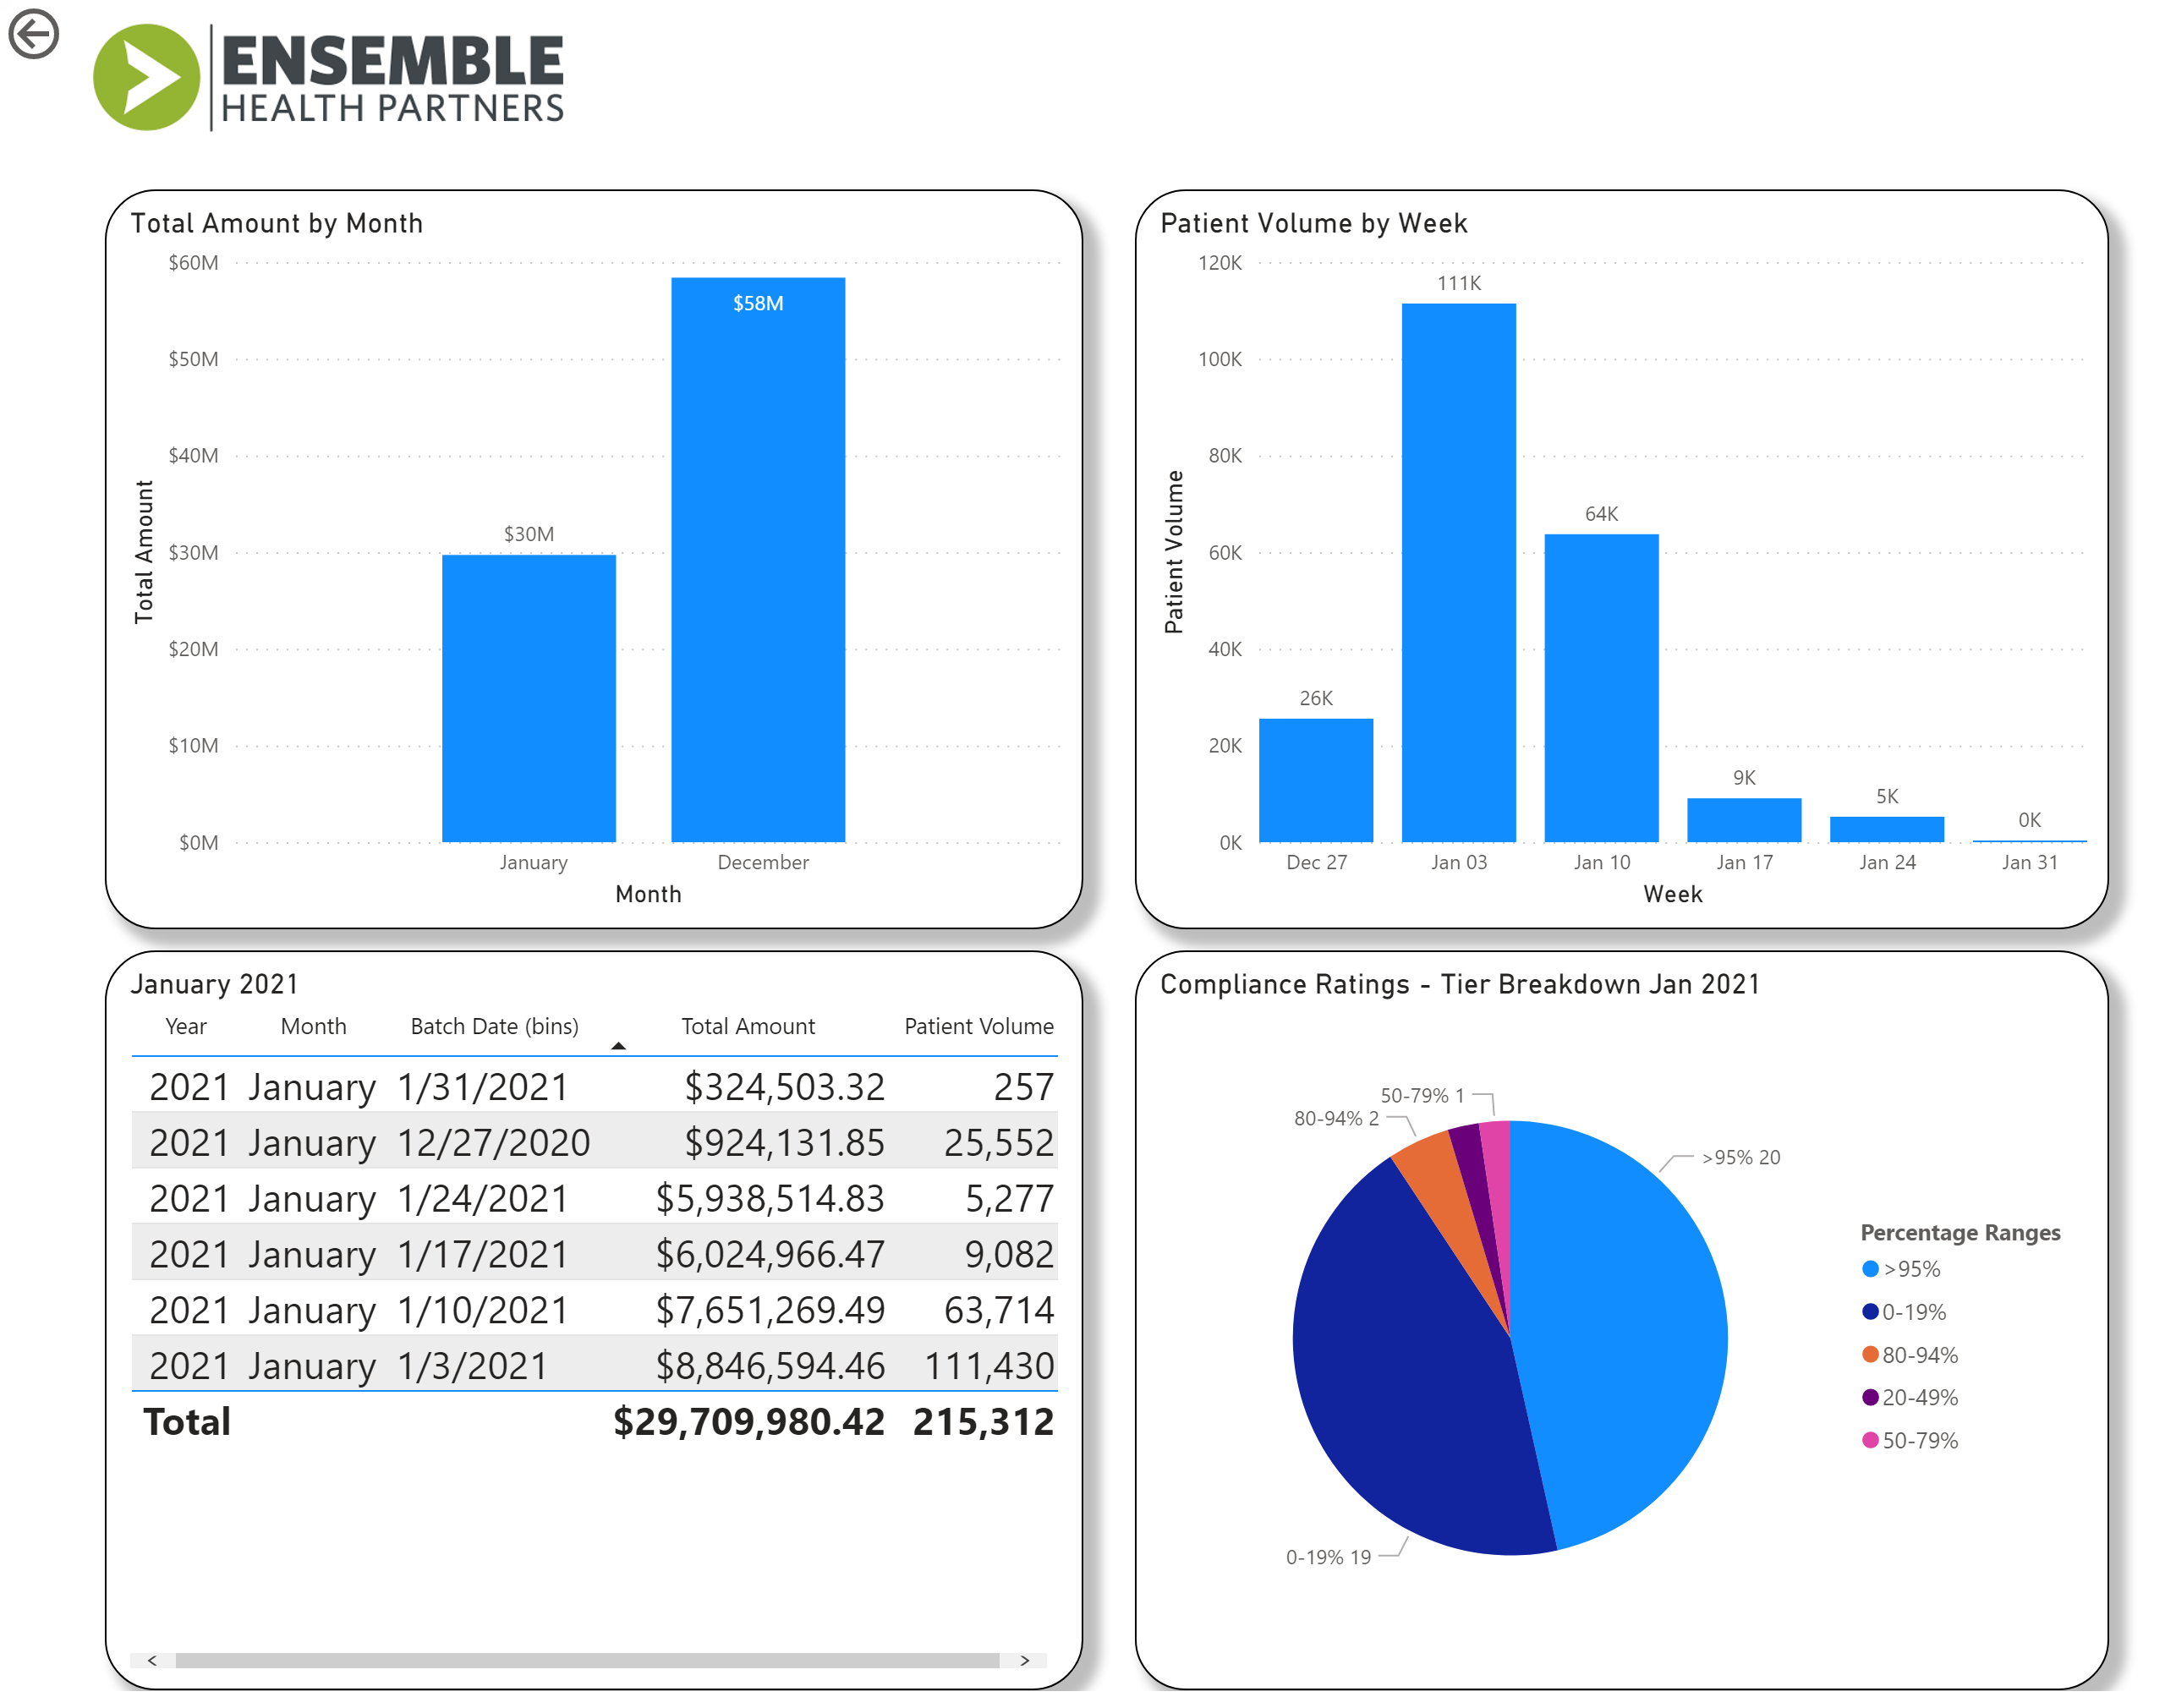 ENSEMBLE
HEALTH PARTNERS
Total Amount by Month
$60M
$50M
$40M
$30M
$20M
$10M
$0M
Total Amount
$30M
$58M
January December
Month
Patient Volume by Week
120K
100K
80K
60K
40K
20K
0K
Patient Volume
26K
111K
64K
9K
5K
0K
Dec 27 Jan 03 Jan 10 Jan 17 Jan 24 Jan 31
Week
January 2021
Year Month Batch Date (bins) Total Amount Patient Volume
2021 January 1/31/2021 $324,503.32 257
2021 January 12/27/2020 $924,131.85 25,552
2021 January 1/24/2021 $5,938,514.83 5,277
2021 January 1/17/2021 $6,024,966.47 9,082
2021 January 1/10/2021 $7,651,269.49 63,714
2021 January 1/3/2021 $8,846,594.46 111,430
Total $29,709,980.42 215,312
Compliance Ratings - Tier Breakdown Jan 2021
50-79% 1
80-94% 2
>95% 20
0-19% 19
Percentage Ranges
>95%
0-19%
80-94%
20-49%
50-79%